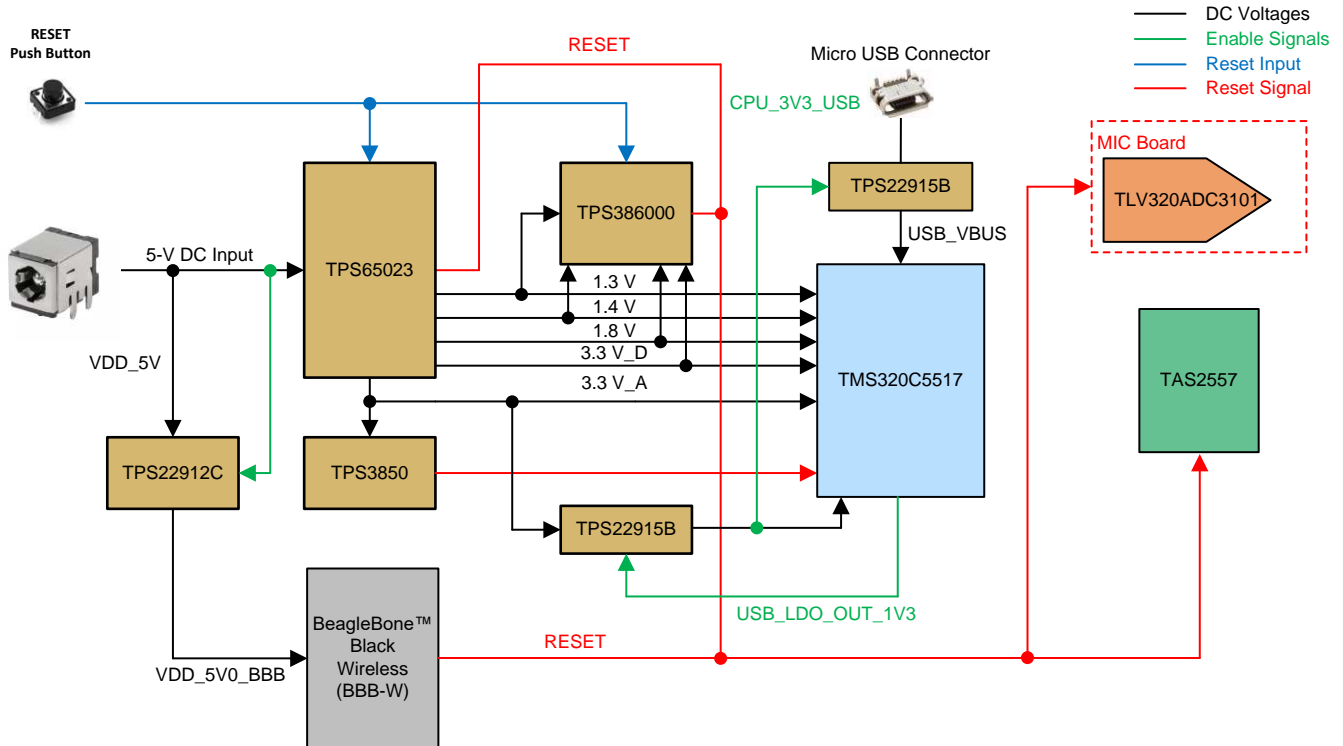 RESET
Push Button
RESET
Micro USB Connector
DC Voltages
Enable Signals
Reset Input
Reset Signal
CPU_3V3_USB
MIC Board
TPS22915B
TLV320ADC3101
TPS386000
USB_VBUS
5-V DC Input
TPS65023
1.3 V
1.4 V
1.8 V
3.3 V_D
3.3 V_A
VDD_5V
TMS320C5517
TAS2557
TPS22912C
TPS3850
TPS22915B
USB_LDO_OUT_1V3
BeagleBone™
Black
Wireless
(BBB-W)
RESET
VDD_5V0_BBB